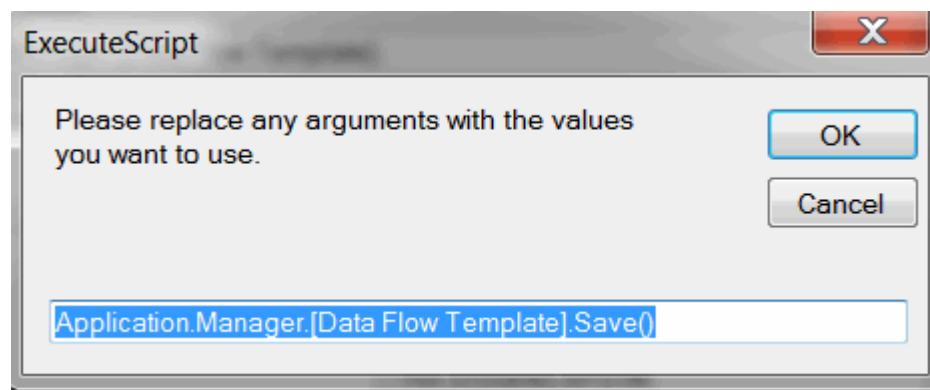 ExecuteScript
Please replace any arguments with the values
you want to use.
OK
Cancel
Application.Manager.[Data Flow Template].Save()